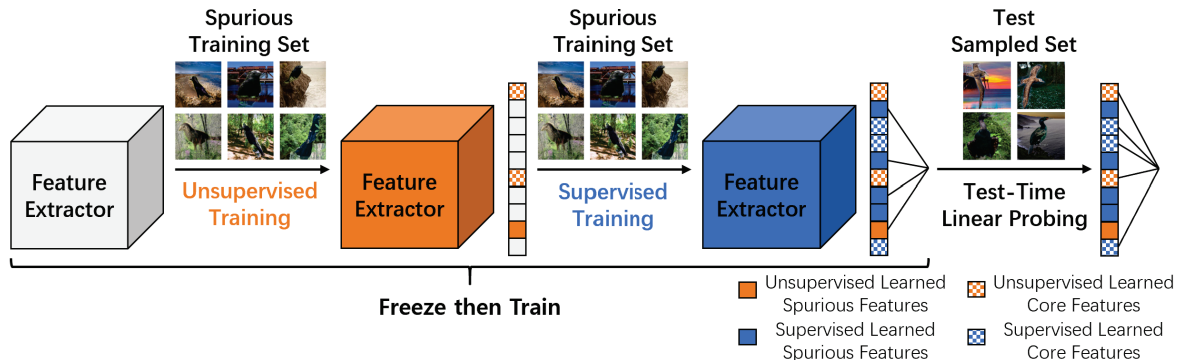 Spurious
Training Set
Spurious
Training Set
Test
Sampled Set
Feature
Extractor
Unsupervised
Training
Feature
Extractor
Supervised
Training
Feature
Extractor
Test-Time
Linear Probing
Freeze then Train
Unsupervised Learned
Spurious Features
Unsupervised Learned
Core Features
Supervised Learned
Spurious Features
Supervised Learned
Core Features